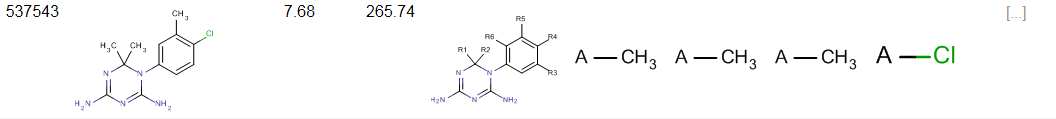 537543 7.68 265.74 [...]
CH3
Cl
H3C CH3
N N
H2N N NH2
R5
R6 R4
R1 R2
R3
N N
H2N N NH2
A CH3 A CH3 A CH3 A Cl